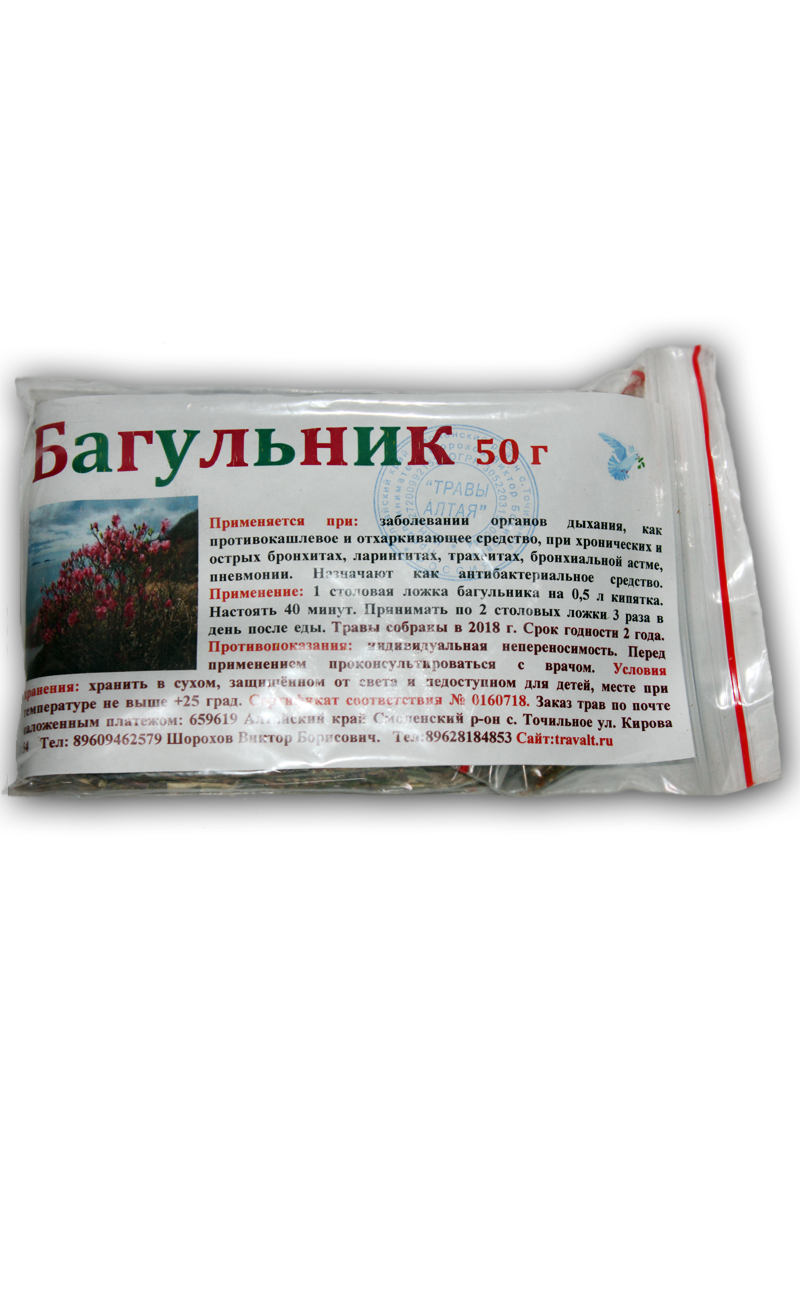 Багульник 50 г
"ТРАВЫ
АЛТАЯ"
Применяется при: заболевании органов дыхания, как
противокашлевое и отхаркивающее средство, при хронических и
острых бронхитах, ларингитах, трахеитах, бронхиальной астме,
пневмонии. Назначают как антибактериальное средство.
Применение: 1 столовая ложка багульника на 0,5 л кипятка.
Настоять 40 минут. Принимать по 2 столовых ложки 3 раза в
день после еды. Травы собраны в 2018 г. Срок годности 2 года.
Противопоказания: индивидуальная непереносимость. Перед
применением проконсультироваться с врачом. Условия
хранения: хранить в сухом, защищённом от света и недоступном для детей, месте при
температуре не выше +25 град. Сертификат соответствия № 0160718. Заказ трав по почте
наложенным платежом: 659619 Алтайский край Смоленский р-он с. Точильное ул. Кирова
Тел: 89609462579 Шорохов Виктор Борисович. Тел:89628184853 Сайт:travalt.ru